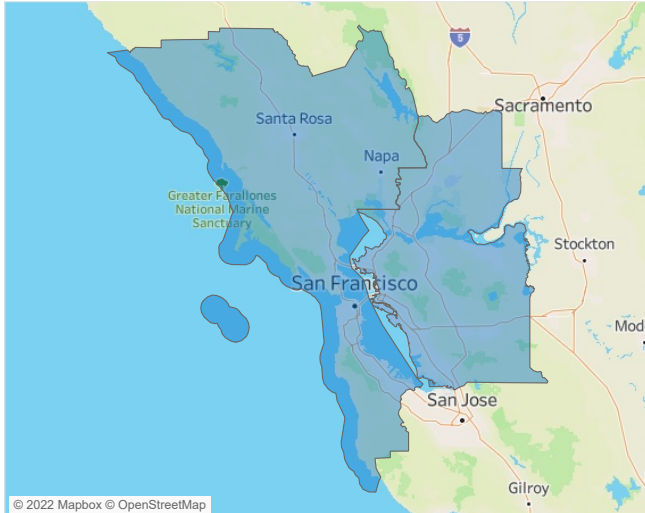 5
Sacramento
Santa Rosa
Napa
Greater Farallones
National Marine
Sanctuary
Stockton
San Francisco
Mod
San Jose
Gilroy
© 2022 Mapbox © OpenStreetMap